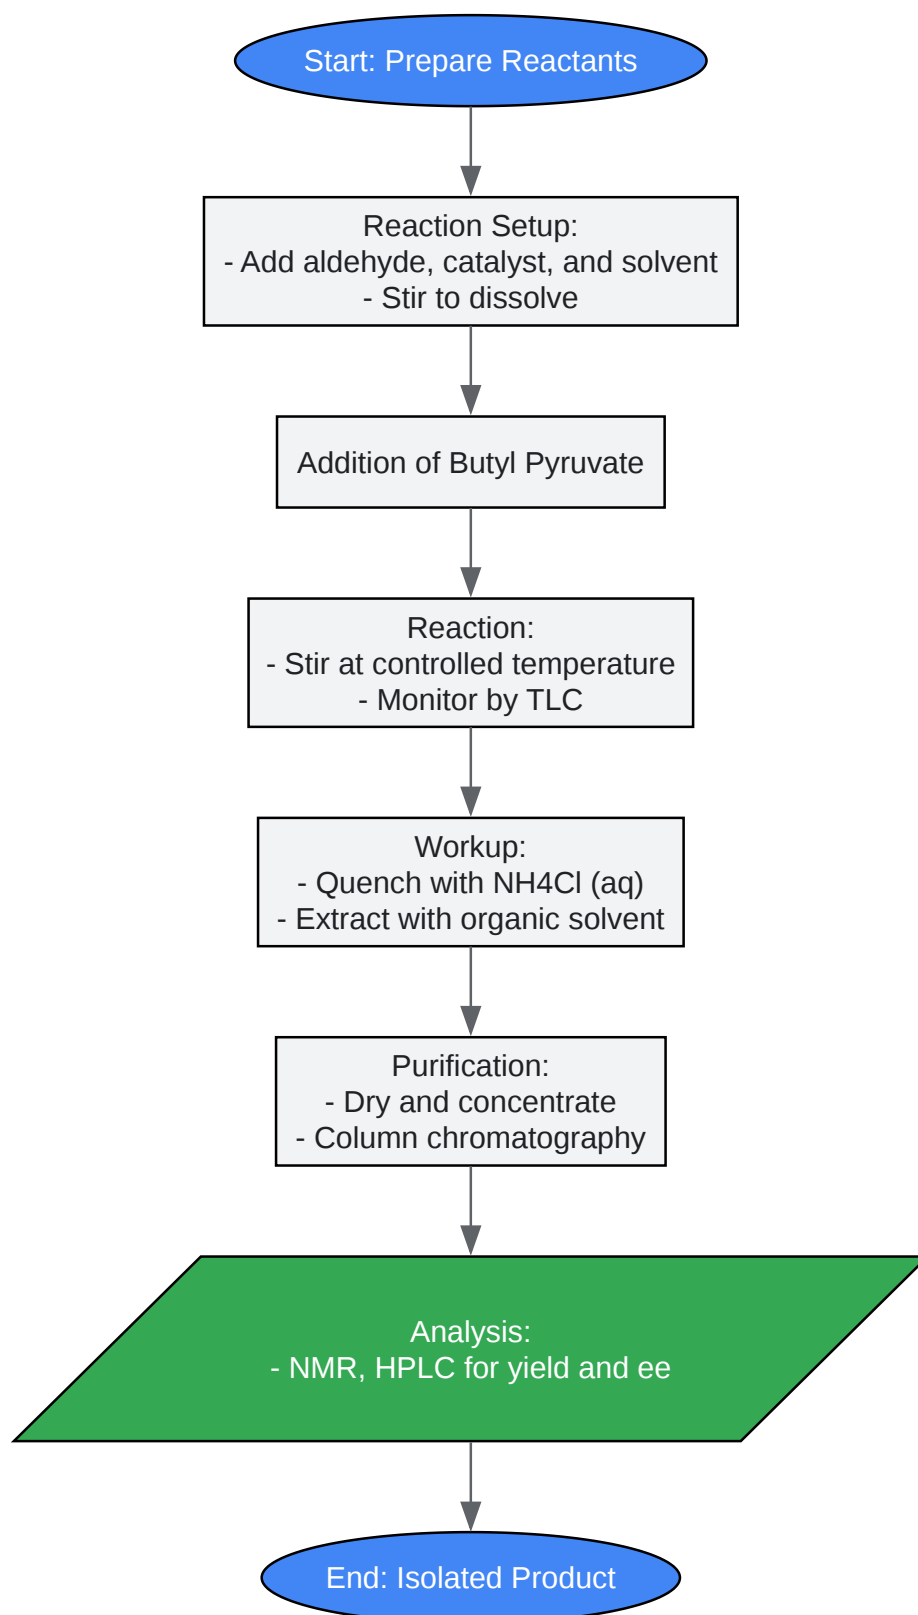 Start: Prepare Reactants
Reaction Setup:
- Add aldehyde, catalyst, and solvent
- Stir to dissolve
Addition of Butyl Pyruvate
Reaction:
- Stir at controlled temperature
- Monitor by TLC
Workup:
- Quench with NH4Cl (aq)
- Extract with organic solvent
Purification:
- Dry and concentrate
- Column chromatography
Analysis:
- NMR, HPLC for yield and ee
End: Isolated Product